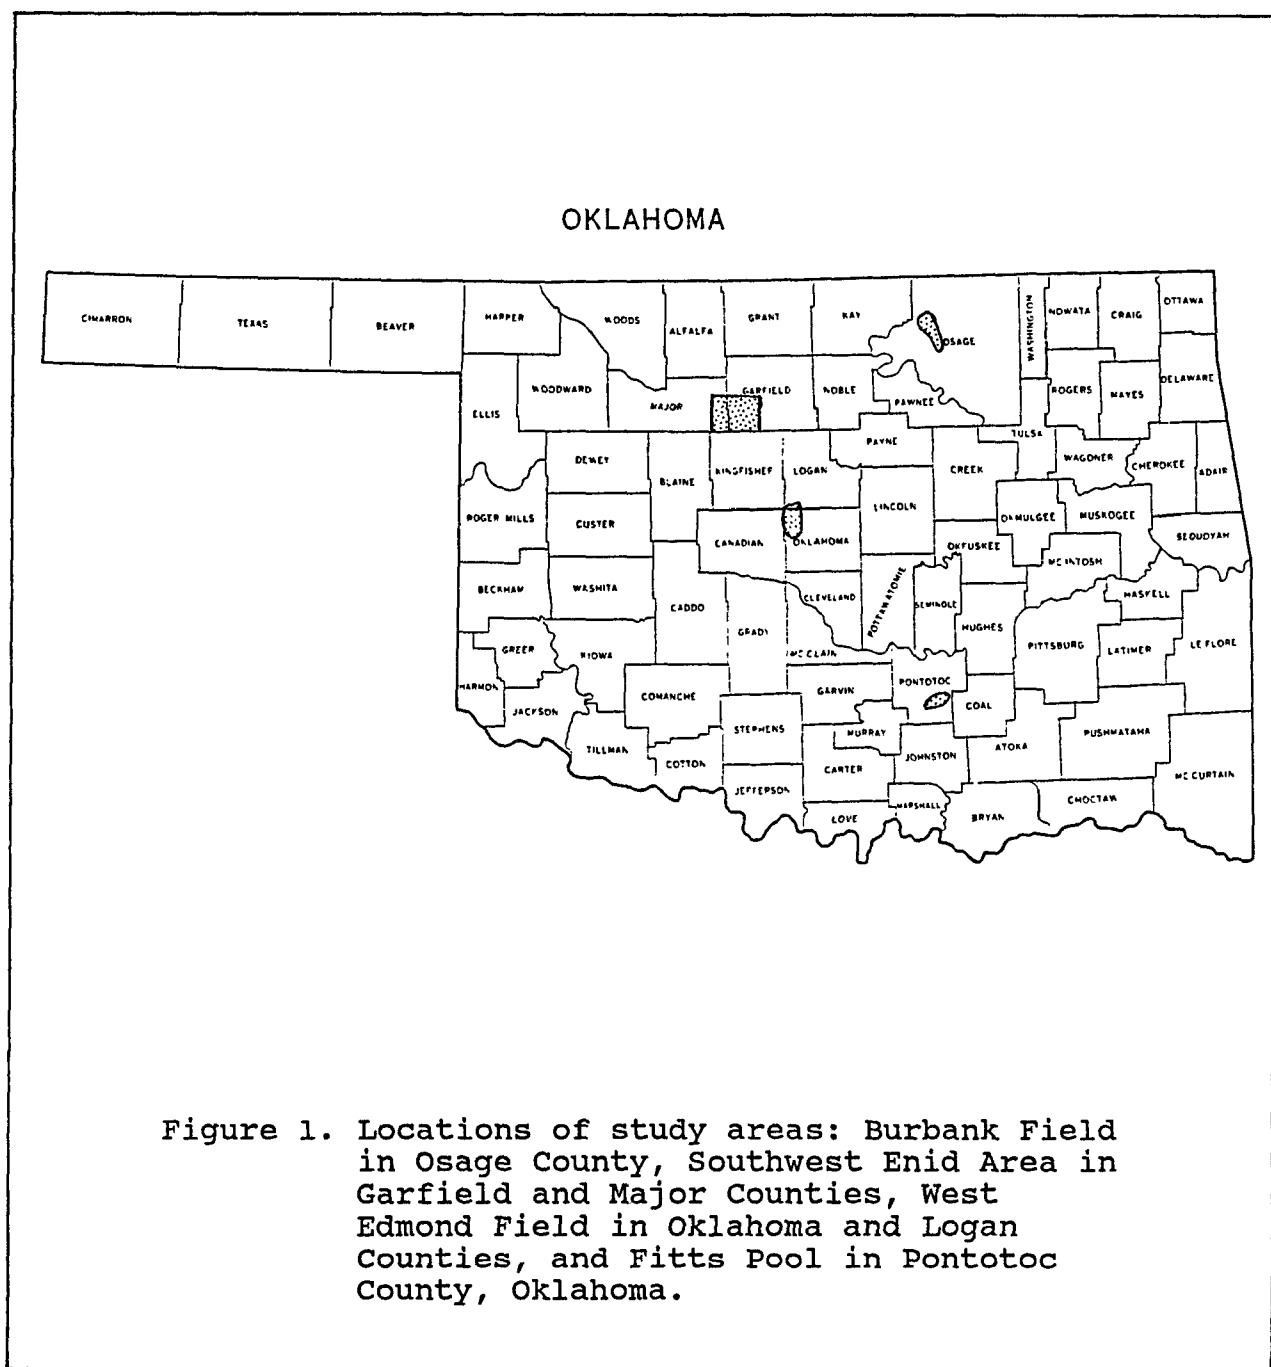 OKLAHOMA
CIMARRON
TEXAS
BEAVER
HARPER
WOODS
ALFALFA
GRANT
KAY
OSAGE
WASHINGTON
NOWATA
CRAIG
OTTAWA
ELLIS
WOODWARD
MAJOR
GARFIELD
NOBLE
PAWNEE
ROGERS
MAYES
DELAWARE
DEWEY
BLAINE
KINGFISHER
LOGAN
PAYNE
CREEK
TULSA
WAGONER
CHEROKEE
ADAIR
ROGER MILLS
CUSTER
CANADIAN
OKLAHOMA
LINCOLN
OKFUSKEE
OKMULGEE
MUSKOGEE
SEQUOYAH
MC INTOSH
BECKHAM
WASHITA
CADDO
GRADY
CLEVELAND
POTTAWATOMIE
SEMINOLE
HUGHES
PITTSBURG
HASKELL
LATIMER
LE FLORE
GREER
KIOWA
MC CLAIN
HARMON
JACKSON
COMANCHE
GARVIN
PONTOTOC
COAL
TILLMAN
COTTON
STEPHENS
MURRAY
JOHNSTON
ATOKA
PUSHMATAHA
MC CURTAIN
JEFFERSON
CARTER
LOVE
MARSHALL
BRYAN
CHOCTAW
Figure 1. Locations of study areas: Burbank Field
in Osage County, Southwest Enid Area in
Garfield and Major Counties, West
Edmond Field in Oklahoma and Logan
Counties, and Fitts Pool in Pontotoc
County, Oklahoma.